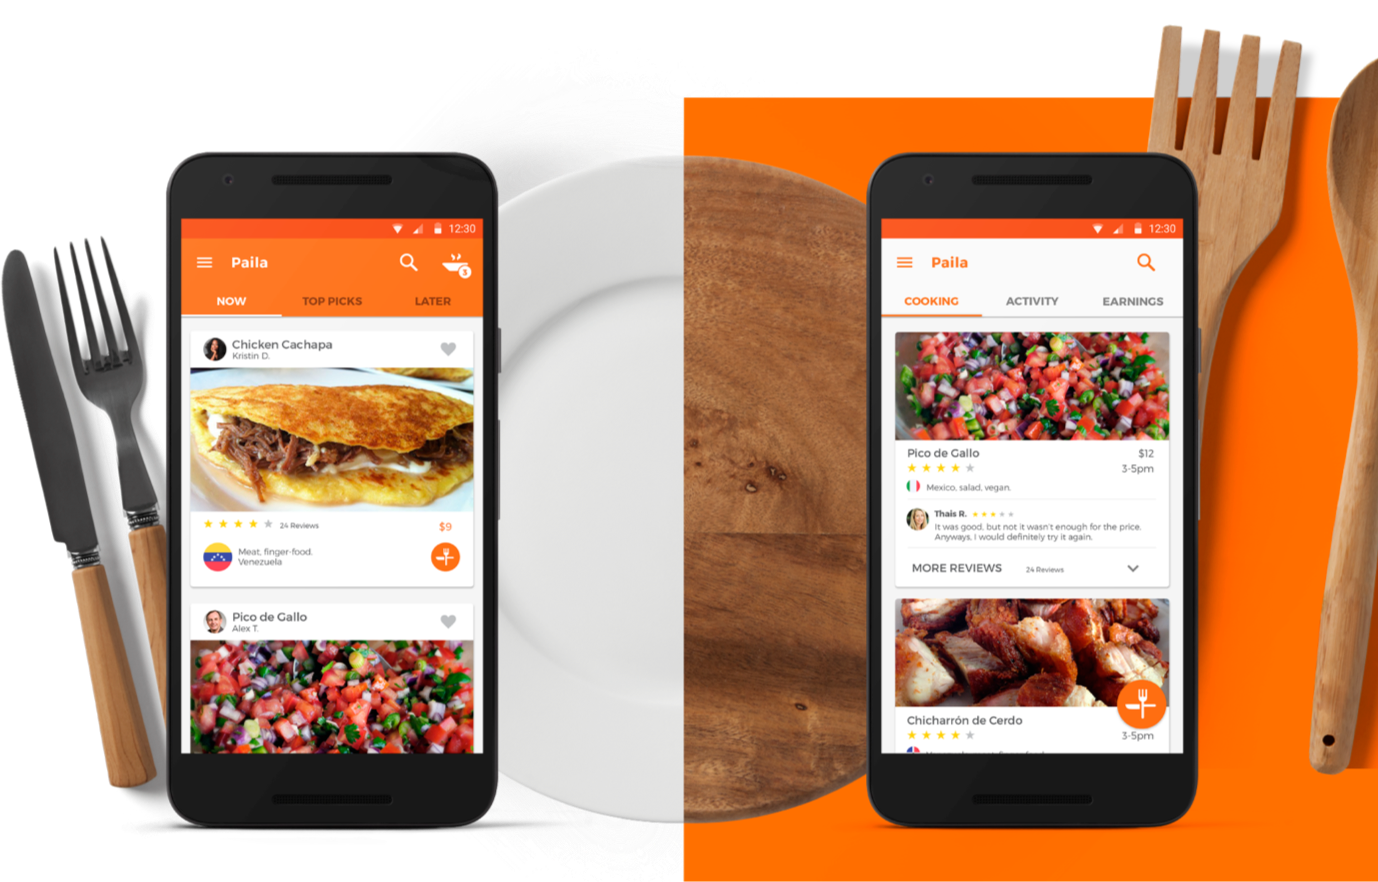 12:30
Paila
3
NOW TOP PICKS LATER
Chicken Cachapa
Kristin D.
24 Reviews
$9
Meat, finger-food.
Venezuela
Pico de Gallo
Alex T.
12:30
Paila
COOKING ACTIVITY EARNINGS
Pico de Gallo $12
3-5pm
Mexico, salad, vegan.
Thais R.
It was good, but not it wasn't enough for the price.
Anyways, I would definitely try it again.
MORE REVIEWS 24 Reviews
Chicharrón de Cerdo
3-5pm